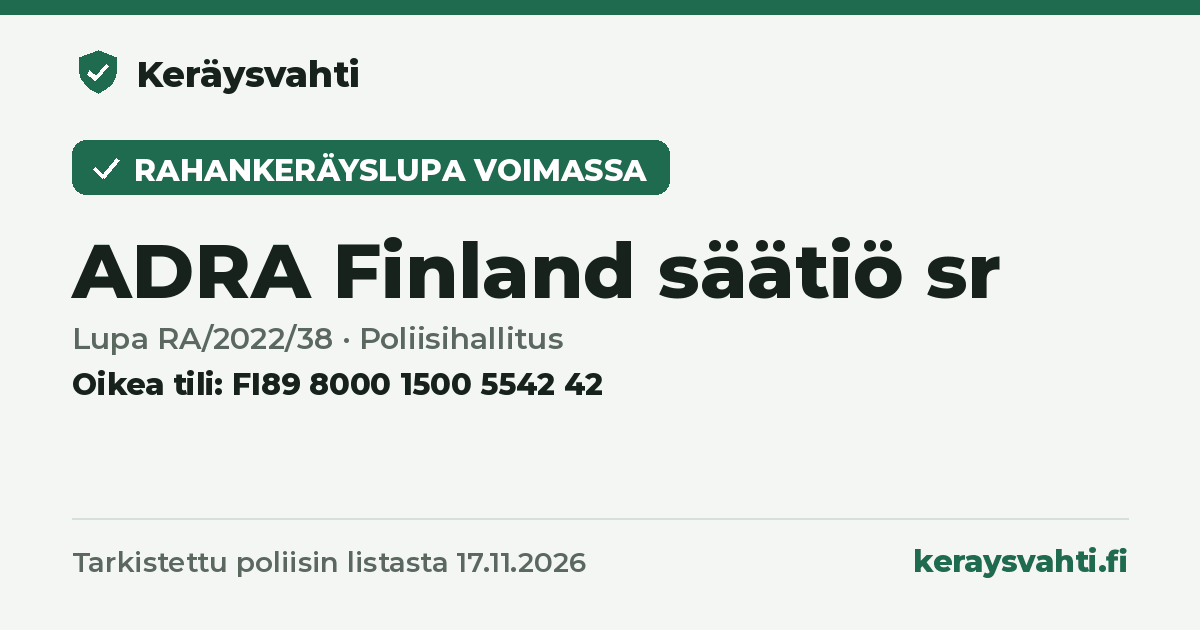 Keräysvahti
RAHANKERÄYSLUPA VOIMASSA
ADRA Finland säätiö sr
Lupa RA/2022/38 · Poliisihallitus
Oikea tili: FI89 8000 1500 5542 42
Tarkistettu poliisin listasta 17.11.2026
keraysvahti.fi